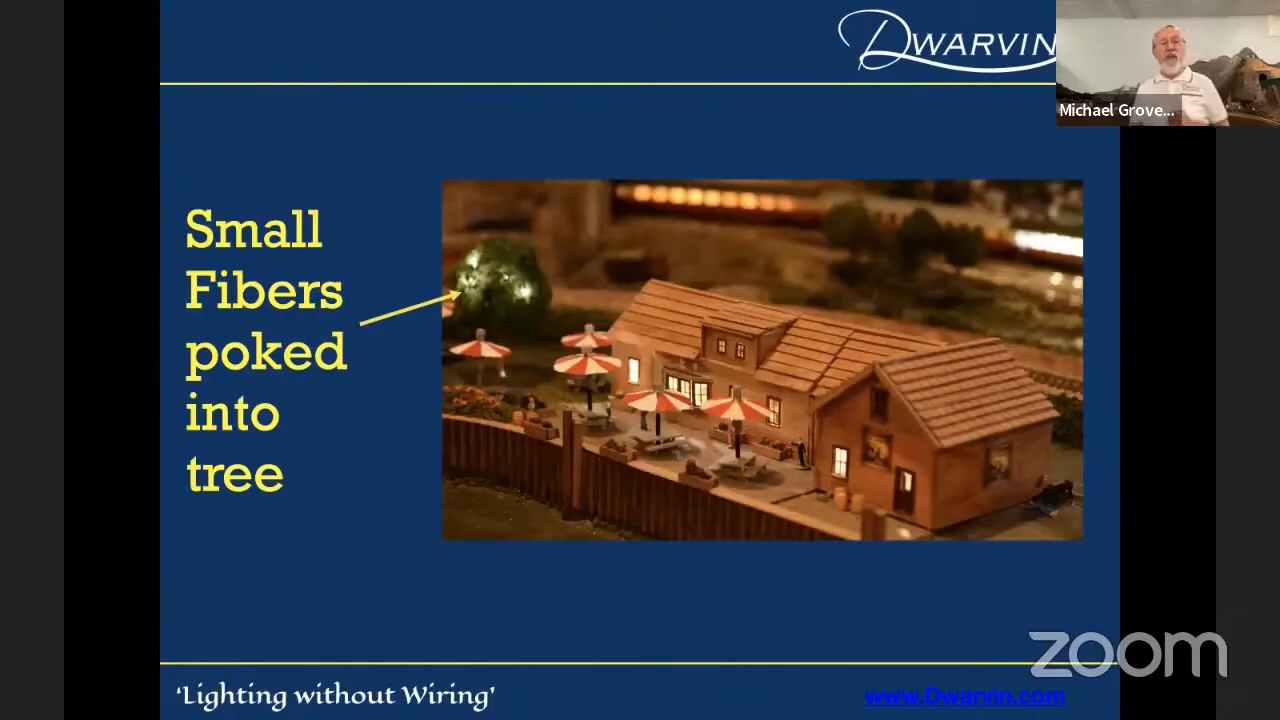 DWARVIN
Michael Grove...
Small
Fibers
poked
into
tree
zoom
'Lighting without Wiring'
www.Dwarvin.com